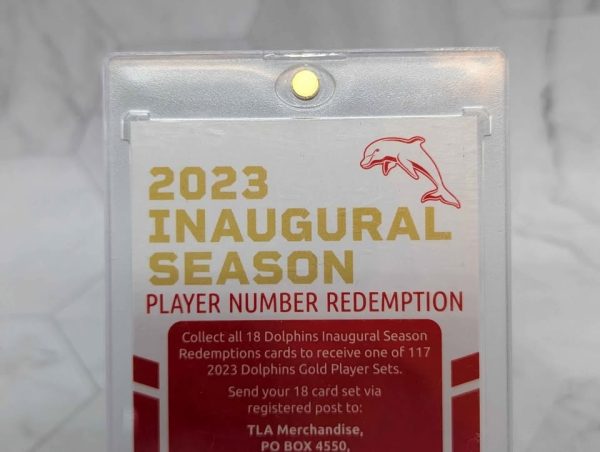 2023
INAUGURAL
SEASON
PLAYER NUMBER REDEMPTION
Collect all 18 Dolphins Inaugural Season
Redemptions cards to receive one of 117
2023 Dolphins Gold Player Sets.
Send your 18 card set via
registered post to:
TLA Merchandise,
PO BOX 4550,